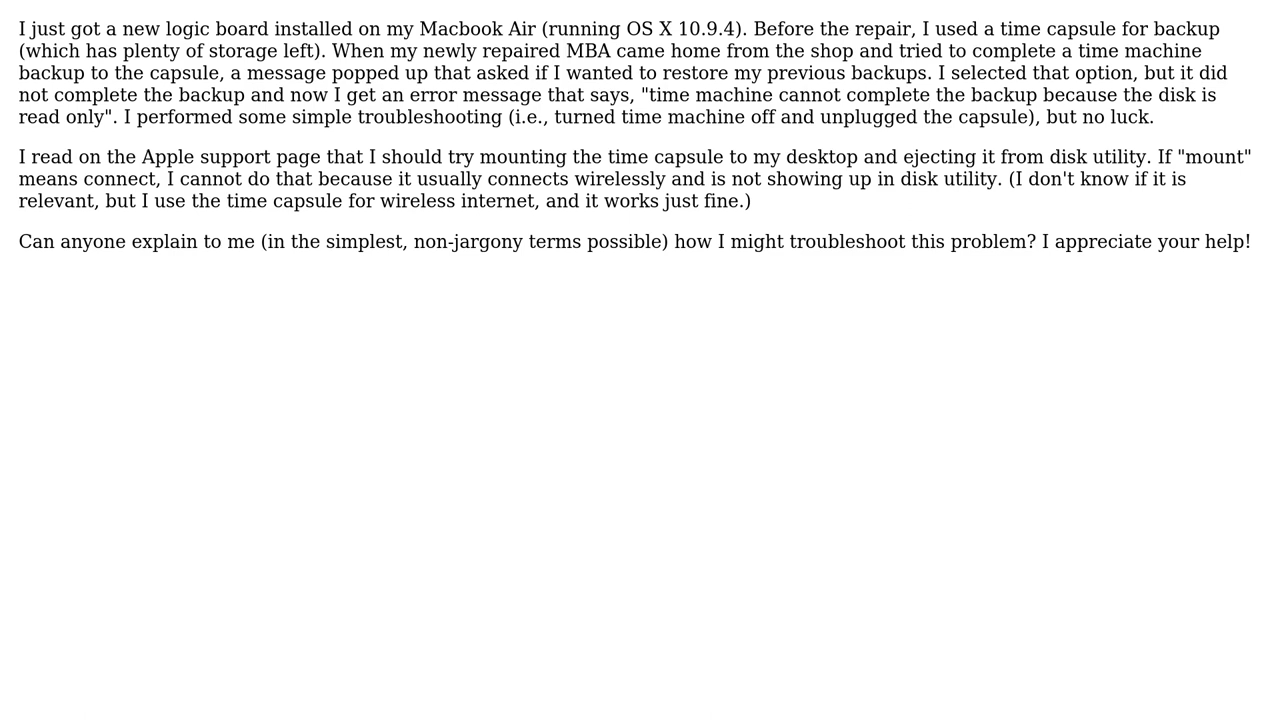 I just got a new logic board installed on my Macbook Air (running OS X 10.9.4). Before the repair, I used a time capsule for backup
(which has plenty of storage left). When my newly repaired MBA came home from the shop and tried to complete a time machine
backup to the capsule, a message popped up that asked if I wanted to restore my previous backups. I selected that option, but it did
not complete the backup and now I get an error message that says, "time machine cannot complete the backup because the disk is
read only". I performed some simple troubleshooting (i.e., turned time machine off and unplugged the capsule), but no luck.
I read on the Apple support page that I should try mounting the time capsule to my desktop and ejecting it from disk utility. If "mount"
means connect, I cannot do that because it usually connects wirelessly and is not showing up in disk utility. (I don't know if it is
relevant, but I use the time capsule for wireless internet, and it works just fine.)
Can anyone explain to me (in the simplest, non-jargony terms possible) how I might troubleshoot this problem? I appreciate your help!